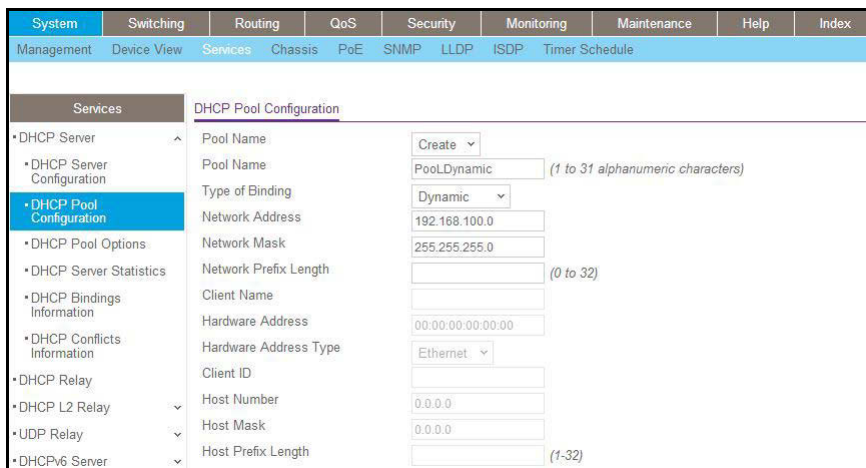 System Switching Routing QoS Security Monitoring Maintenance Help Index
Management Device View Services Chassis PoE SNMP LLDP ISDP Timer Schedule
Services
• DHCP Server
• DHCP Server
Configuration
• DHCP Pool
Configuration
• DHCP Pool Options
• DHCP Server Statistics
• DHCP Bindings
Information
• DHCP Conflicts
Information
• DHCP Relay
• DHCP L2 Relay
• UDP Relay
• DHCPv6 Server
DHCP Pool Configuration
Pool Name Create
Pool Name PooLDynamic (1 to 31 alphanumeric characters)
Type of Binding Dynamic
Network Address 192.168.100.0
Network Mask 255.255.255.0
Network Prefix Length (0 to 32)
Client Name
Hardware Address 00:00:00:00:00:00
Hardware Address Type Ethernet
Client ID
Host Number 0.0.0.0
Host Mask 0.0.0.0
Host Prefix Length (1-32)